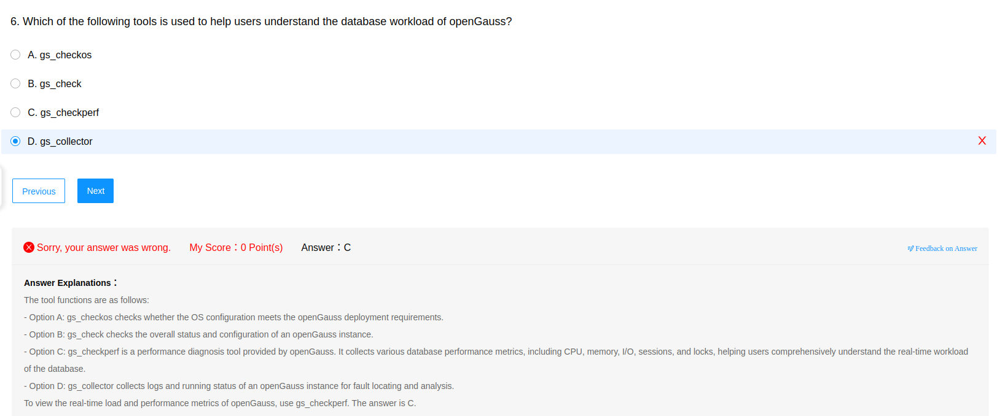 6. Which of the following tools is used to help users understand the database workload of openGauss?
A. gs_checkos
B. gs_check
C. gs_checkperf
D. gs_collector
X
Previous
Next
Sorry, your answer was wrong. My Score：0 Point(s) Answer：C
Feedback on Answer
Answer Explanations：
The tool functions are as follows:
- Option A: gs_checkos checks whether the OS configuration meets the openGauss deployment requirements.
- Option B: gs_check checks the overall status and configuration of an openGauss instance.
- Option C: gs_checkperf is a performance diagnosis tool provided by openGauss. It collects various database performance metrics, including CPU, memory, I/O, sessions, and locks, helping users comprehensively understand the real-time workload
of the database.
- Option D: gs_collector collects logs and running status of an openGauss instance for fault locating and analysis.
To view the real-time load and performance metrics of openGauss, use gs_checkperf. The answer is C.